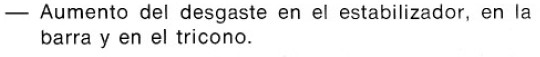 — Aumento del desgaste en el estabilizador, en la
barra y en el tricono.